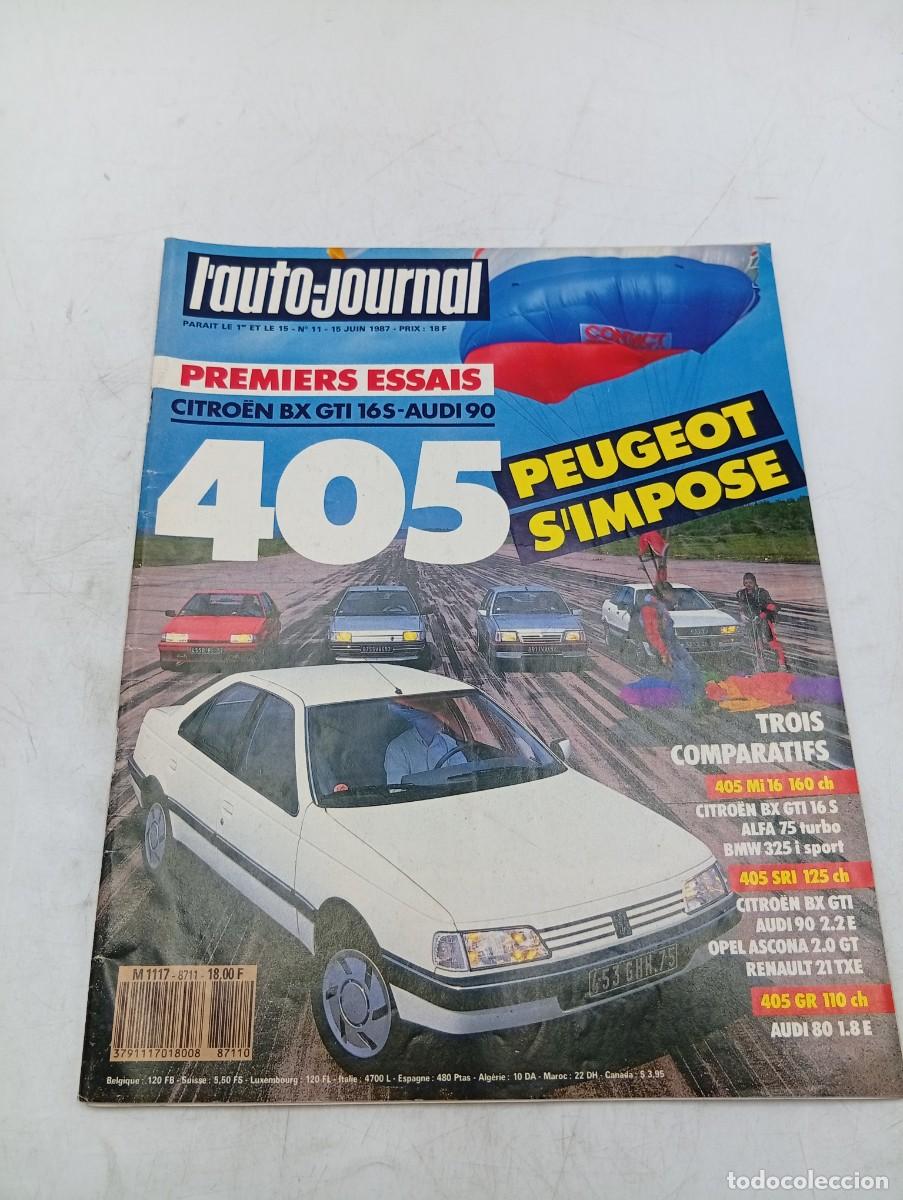 l'auto-journal
PARAIT LE 1er ET LE 15 - N° 11 - 15 JUIN 1987 - PRIX : 18 F
PREMIERS ESSAIS
CITROËN BX GTI 16S-AUDI 90
405
PEUGEOT
S'IMPOSE
TROIS
COMPARATIFS
405 Mi 16 160 ch
CITROËN BX GTI 16 S
ALFA 75 turbo
BMW 325 i sport
405 SRI 125 ch
CITROËN BX GTI
AUDI 90 2.2 E
OPEL ASCONA 2.0 GT
RENAULT 21 TXE
405 GR 110 ch
AUDI 80 1.8 E
M 1117 - 8711 - 18,00 F
3791117018008 87110
Belgique : 120 FB - Suisse : 5,50 FS - Luxembourg : 120 FL - Italie : 4700 L - Espagne : 480 Ptas - Algérie : 10 DA - Maroc : 22 DH - Canada : $ 3,95
todocoleccion